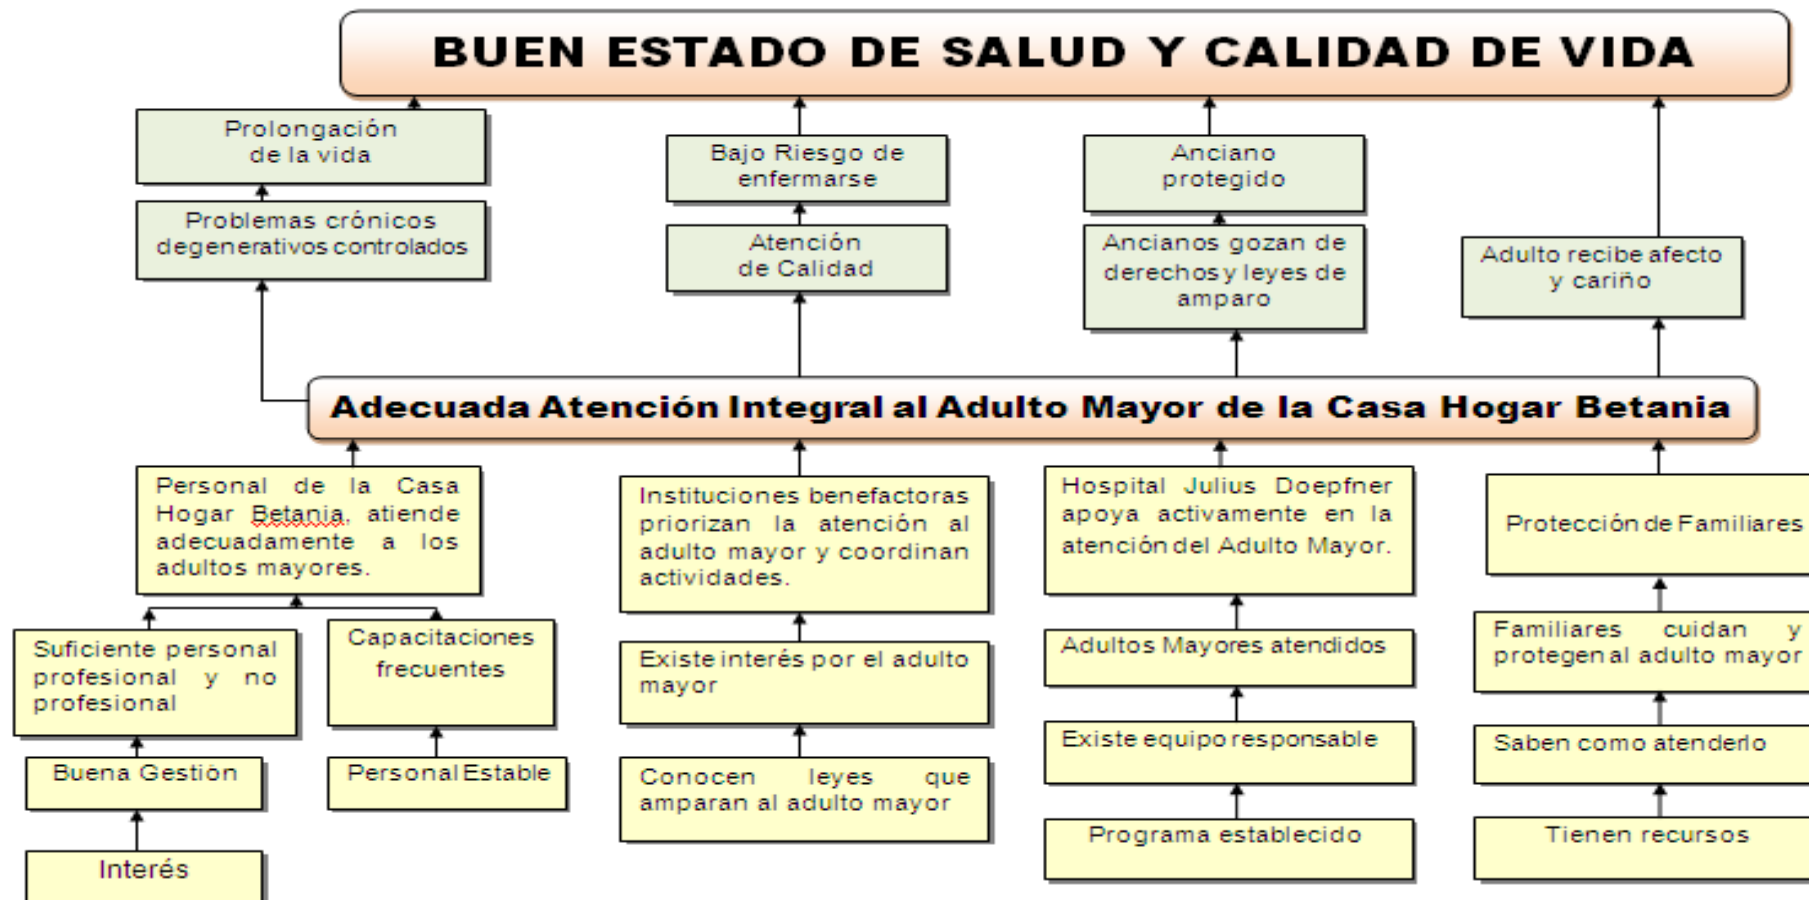 BUEN ESTADO DE SALUD Y CALIDAD DE VIDA
Prolongación
de la vida
Bajo Riesgo de
enfermarse
Anciano
protegido
Problemas crónicos
degenerativos controlados
Atención
de Calidad
Ancianos gozan de
derechos y leyes de
amparo
Adulto recibe afecto
y cariño
Adecuada Atención Integral al Adulto Mayor de la Casa Hogar Betania
Personal de la Casa
Hogar Betania, atiende
adecuadamente a los
adultos mayores.
Instituciones benefactoras
priorizan la atención al
adulto mayor y coordinan
actividades.
Hospital Julius Doepfner
apoya activamente en la
atención del Adulto Mayor.
Protección de Familiares
Suficiente personal
profesional y no
profesional
Capacitaciones
frecuentes
Existe interés por el adulto
mayor
Adultos Mayores atendidos
Familiares cuidan y
protegen al adulto mayor
Buena Gestión
Personal Estable
Conocen leyes que
amparan al adulto mayor
Existe equipo responsable
Saben como atenderlo
Interés
Programa establecido
Tienen recursos